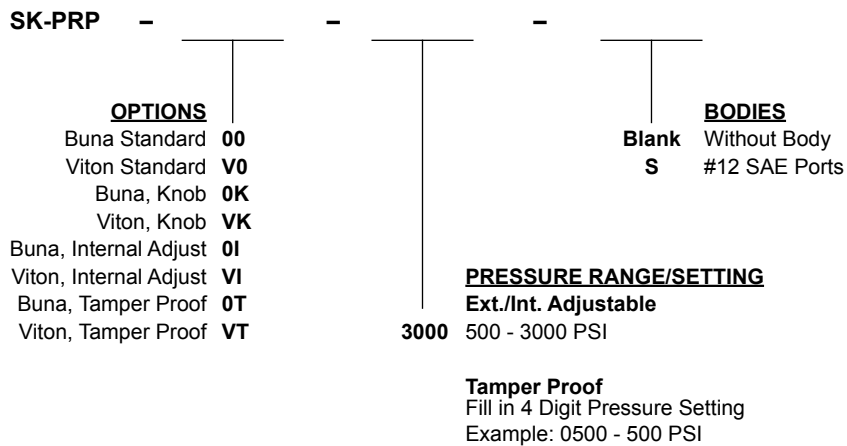 SK-PRP – – –
OPTIONS
Buna Standard 00
Viton Standard V0
Buna, Knob 0K
Viton, Knob VK
Buna, Internal Adjust 0I
Viton, Internal Adjust VI
Buna, Tamper Proof 0T
Viton, Tamper Proof VT
PRESSURE RANGE/SETTING
Ext./Int. Adjustable
3000 500 - 3000 PSI
Tamper Proof
Fill in 4 Digit Pressure Setting
Example: 0500 - 500 PSI
BODIES
Blank Without Body
S #12 SAE Ports